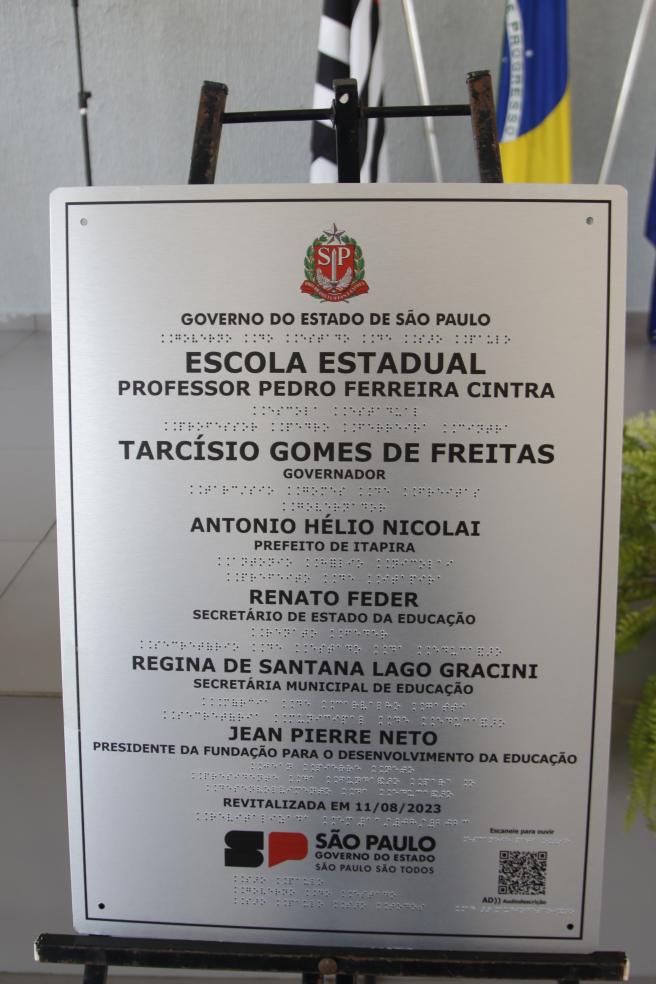 E PROGRESSO
SP
GOVERNO DO ESTADO DE SÃO PAULO
ESCOLA ESTADUAL
PROFESSOR PEDRO FERREIRA CINTRA
TARCÍSIO GOMES DE FREITAS
GOVERNADOR
ANTONIO HÉLIO NICOLAI
PREFEITO DE ITAPIRA
RENATO FEDER
SECRETÁRIO DE ESTADO DA EDUCAÇÃO
REGINA DE SANTANA LAGO GRACINI
SECRETÁRIA MUNICIPAL DE EDUCAÇÃO
JEAN PIERRE NETO
PRESIDENTE DA FUNDAÇÃO PARA O DESENVOLVIMENTO DA EDUCAÇÃO
REVITALIZADA EM 11/08/2023
SP SÃO PAULO
GOVERNO DO ESTADO
SÃO PAULO SÃO TODOS
Escaneie para ouvir
AD)) Audiodescrição